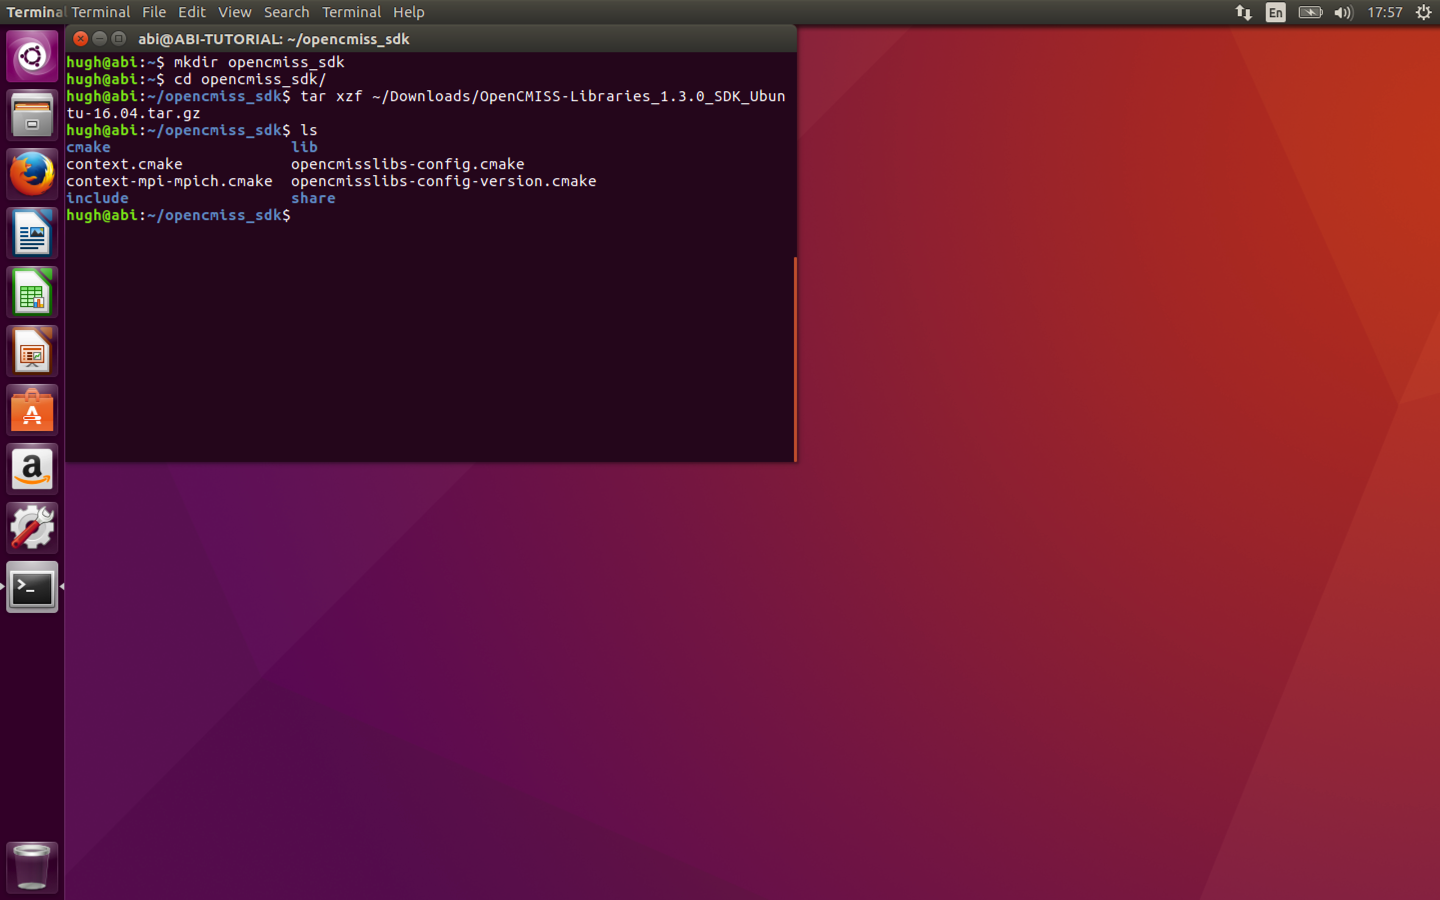 Termina Terminal File Edit View Search Terminal Help En 17:57
abi@ABI-TUTORIAL: ~/opencmiss_sdk
hugh@abi:~$ mkdir opencmiss_sdk
hugh@abi:~$ cd opencmiss_sdk/
hugh@abi:~/opencmiss_sdk$ tar xzf ~/Downloads/OpenCMISS-Libraries_1.3.0_SDK_Ubun
tu-16.04.tar.gz
hugh@abi:~/opencmiss_sdk$ ls
cmake lib
context.cmake opencmisslibs-config.cmake
context-mpi-mpich.cmake opencmisslibs-config-version.cmake
include share
hugh@abi:~/opencmiss_sdk$